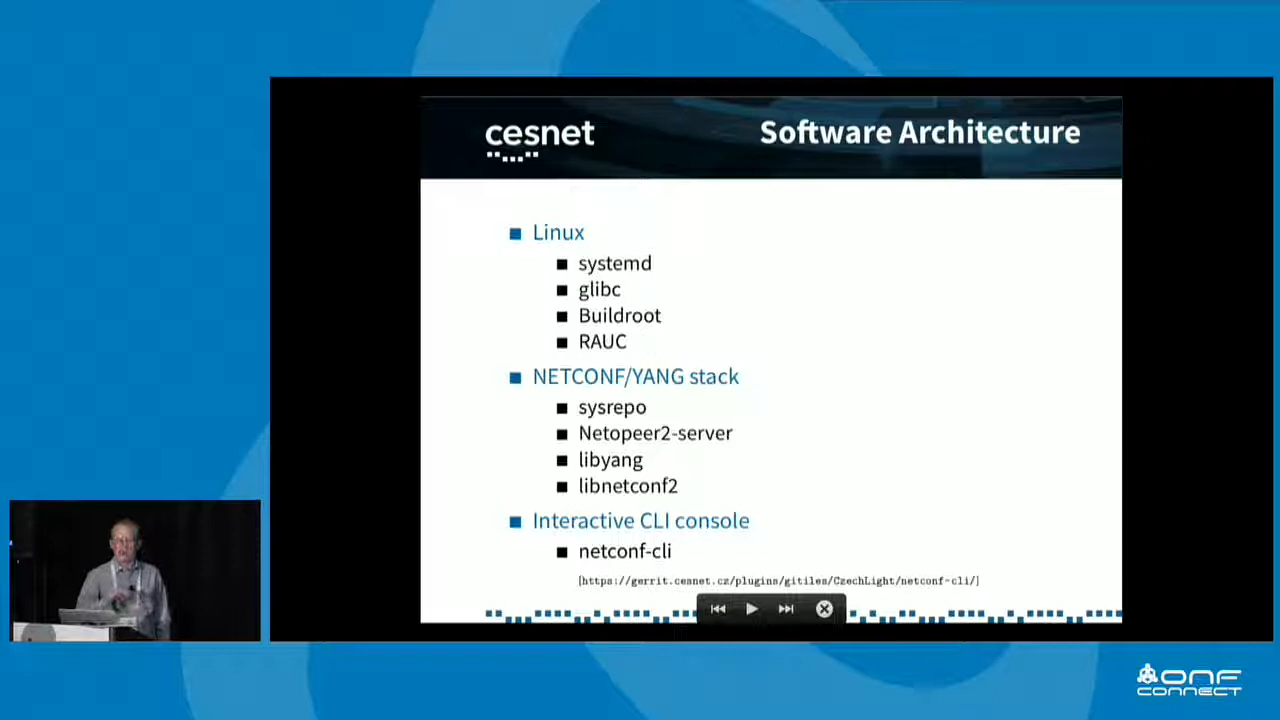 cesnet
Software Architecture
Linux
systemd
glibc
Buildroot
RAUC
NETCONF/YANG stack
sysrepo
Netopeer2-server
libyang
libnetconf2
Interactive CLI console
netconf-cli
[https://gerrit.cesnet.cz/plugins/gitiles/CzechLight/netconf-cli/]
ONF
CONNECT